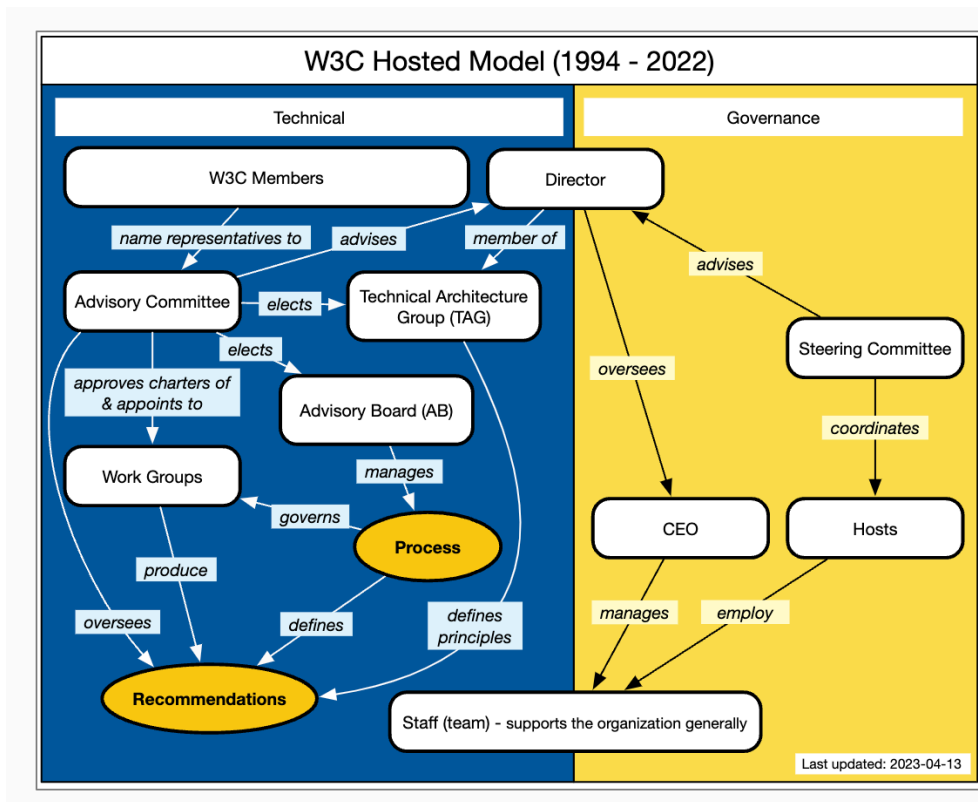 W3C Hosted Model (1994 - 2022)
Technical
Governance
W3C Members
Director
name representatives to
advises
member of
advises
Advisory Committee
elects
Technical Architecture
Group (TAG)
Steering Committee
elects
oversees
approves charters of
& appoints to
Advisory Board (AB)
coordinates
manages
Work Groups
governs
CEO
Hosts
Process
produce
oversees
defines
defines
principles
manages
employ
Recommendations
Staff (team) - supports the organization generally
Last updated: 2023-04-13